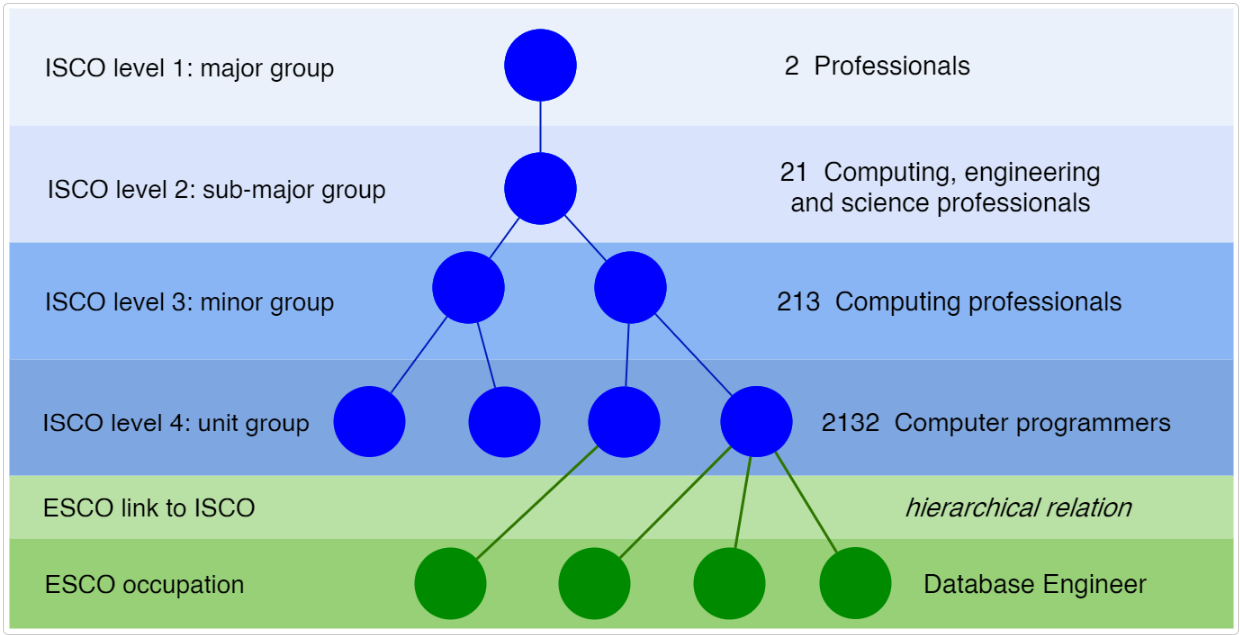 ISCO level 1: major group
2 Professionals
ISCO level 2: sub-major group
21 Computing, engineering
and science professionals
ISCO level 3: minor group
213 Computing professionals
ISCO level 4: unit group
2132 Computer programmers
ESCO link to ISCO
hierarchical relation
ESCO occupation
Database Engineer